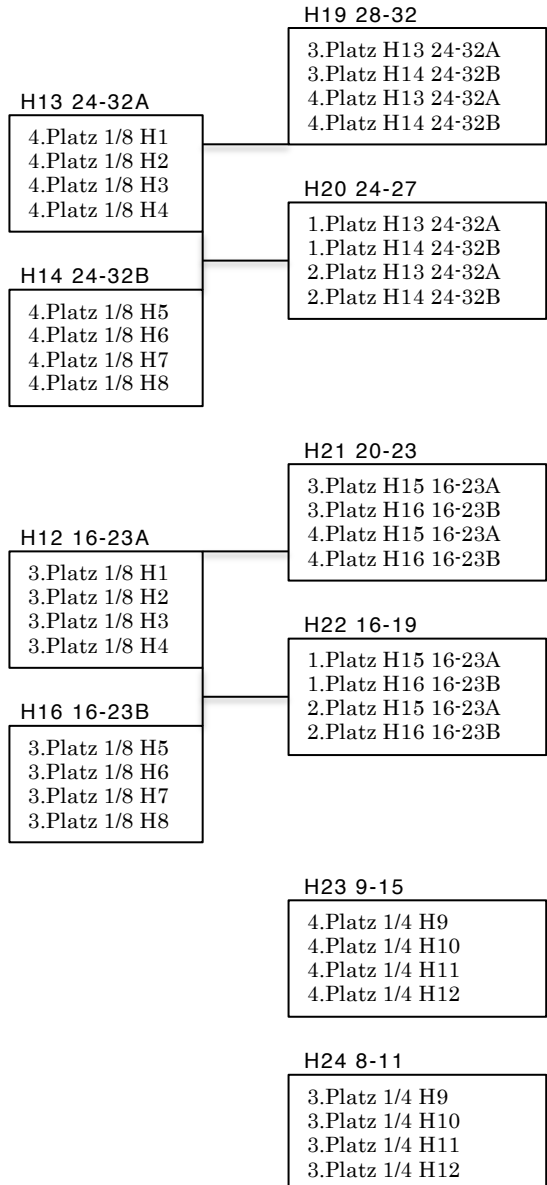 H19 28-32
3.Platz H13 24-32A
3.Platz H14 24-32B
4.Platz H13 24-32A
4.Platz H14 24-32B
H13 24-32A
4.Platz 1/8 H1
4.Platz 1/8 H2
4.Platz 1/8 H3
4.Platz 1/8 H4
H20 24-27
1.Platz H13 24-32A
1.Platz H14 24-32B
2.Platz H13 24-32A
2.Platz H14 24-32B
H14 24-32B
4.Platz 1/8 H5
4.Platz 1/8 H6
4.Platz 1/8 H7
4.Platz 1/8 H8
H21 20-23
3.Platz H15 16-23A
3.Platz H16 16-23B
4.Platz H15 16-23A
4.Platz H16 16-23B
H12 16-23A
3.Platz 1/8 H1
3.Platz 1/8 H2
3.Platz 1/8 H3
3.Platz 1/8 H4
H22 16-19
1.Platz H15 16-23A
1.Platz H16 16-23B
2.Platz H15 16-23A
2.Platz H16 16-23B
H16 16-23B
3.Platz 1/8 H5
3.Platz 1/8 H6
3.Platz 1/8 H7
3.Platz 1/8 H8
H23 9-15
4.Platz 1/4 H9
4.Platz 1/4 H10
4.Platz 1/4 H11
4.Platz 1/4 H12
H24 8-11
3.Platz 1/4 H9
3.Platz 1/4 H10
3.Platz 1/4 H11
3.Platz 1/4 H12